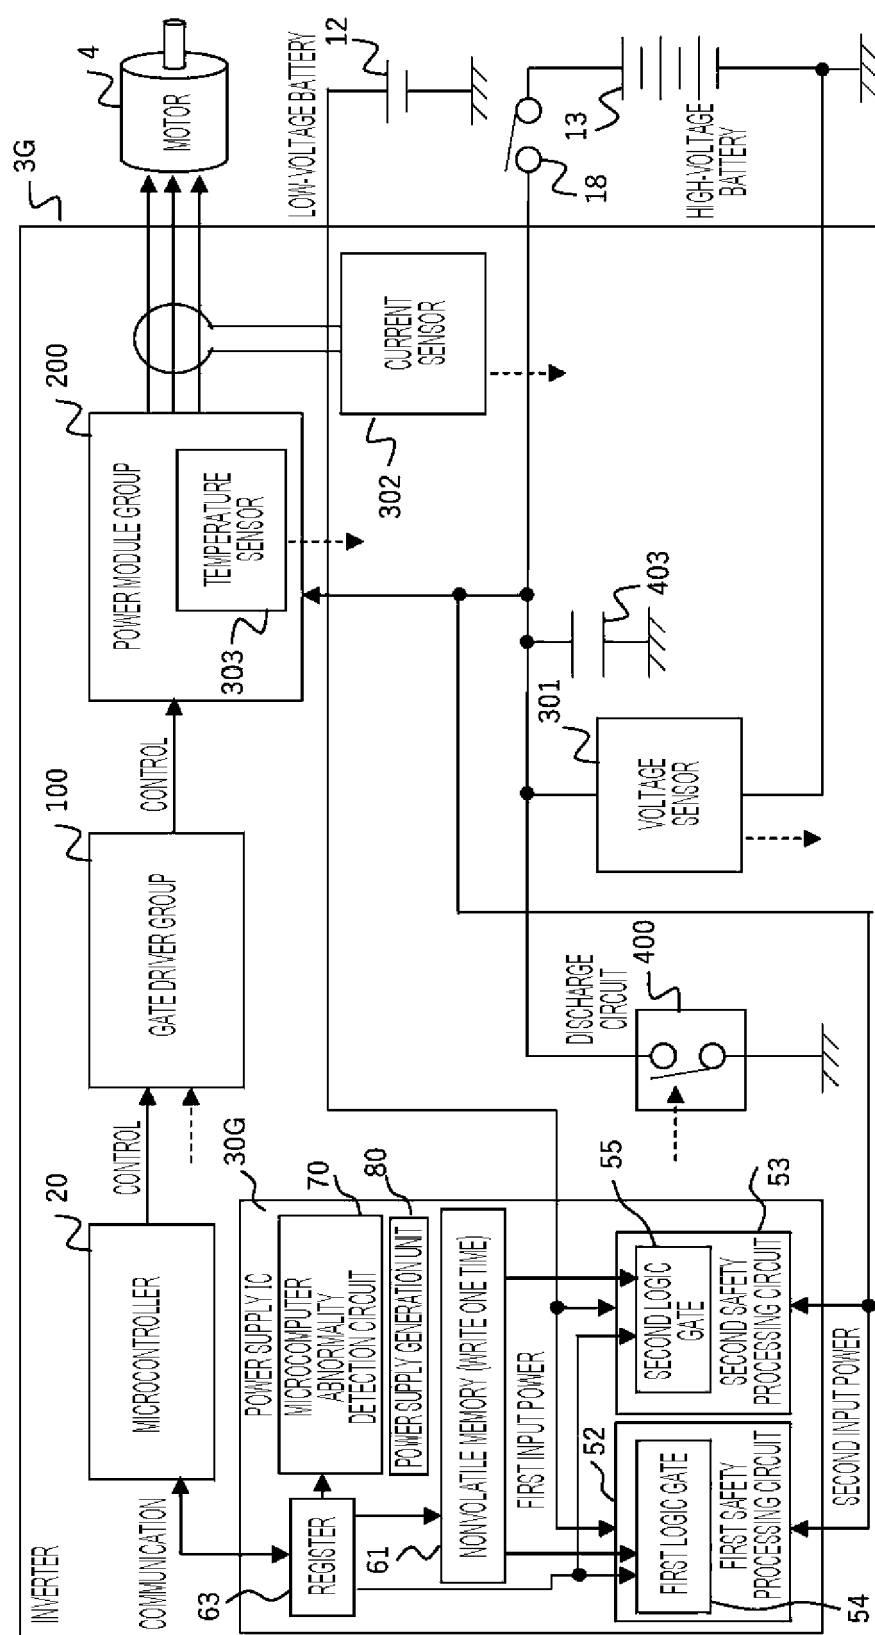 INVERTER
3G
MICROCONTROLLER
20
CONTROL
GATE DRIVER GROUP
100
CONTROL
POWER MODULE GROUP
200
TEMPERATURE
SENSOR
303
MOTOR
4
COMMUNICATION
POWER SUPPLY IC
30G
REGISTER
63
MICROCOMPUTER
ABNORMALITY
DETECTION CIRCUIT
70
POWER SUPPLY GENERATION UNIT
80
NONVOLATILE MEMORY (WRITE ONE TIME)
61
FIRST INPUT POWER
52
FIRST LOGIC GATE
54
FIRST SAFETY
PROCESSING CIRCUIT
SECOND LOGIC
GATE
55
SECOND SAFETY
PROCESSING CIRCUIT
53
SECOND INPUT POWER
DISCHARGE
CIRCUIT
400
VOLTAGE
SENSOR
301
403
CURRENT
SENSOR
302
LOW-VOLTAGE BATTERY
12
18
13
HIGH-VOLTAGE
BATTERY